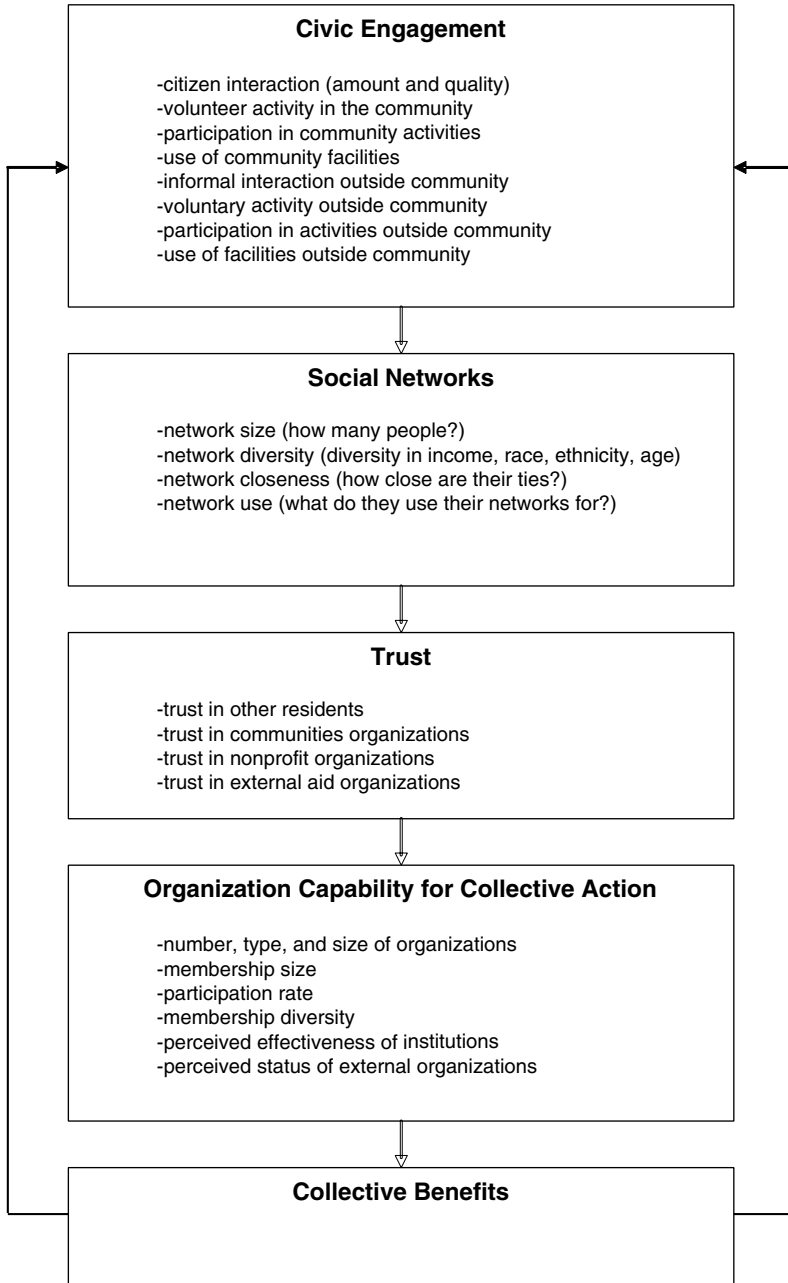 Civic Engagement
-citizen interaction (amount and quality)
-volunteer activity in the community
-participation in community activities
-use of community facilities
-informal interaction outside community
-voluntary activity outside community
-participation in activities outside community
-use of facilities outside community
Social Networks
-network size (how many people?)
-network diversity (diversity in income, race, ethnicity, age)
-network closeness (how close are their ties?)
-network use (what do they use their networks for?)
Trust
-trust in other residents
-trust in communities organizations
-trust in nonprofit organizations
-trust in external aid organizations
Organization Capability for Collective Action
-number, type, and size of organizations
-membership size
-participation rate
-membership diversity
-perceived effectiveness of institutions
-perceived status of external organizations
Collective Benefits